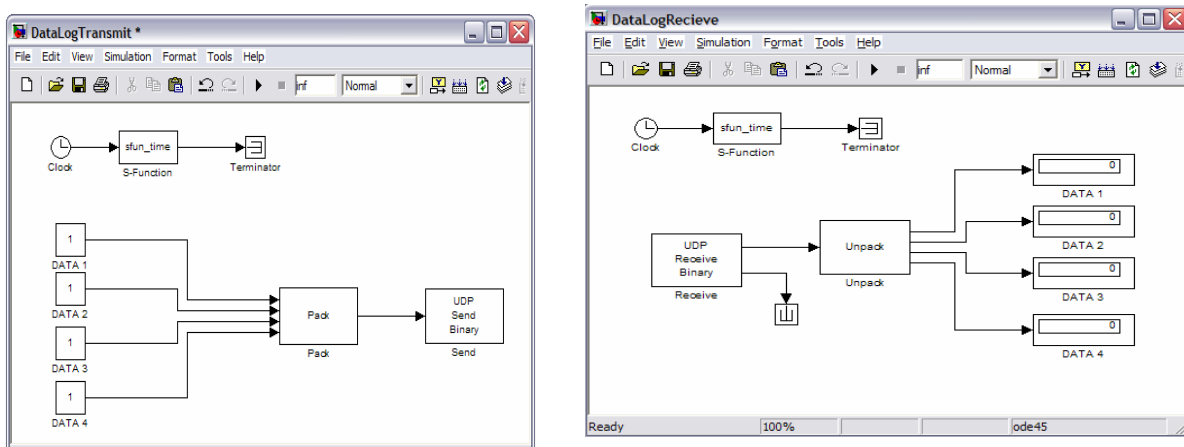 DataLogTransmit *
File Edit View Simulation Format Tools Help
inf Normal
sfun_time
Clock
S-Function
Terminator
1
DATA 1
1
DATA 2
1
DATA 3
1
DATA 4
Pack
Pack
UDP
Send
Binary
Send
DataLogRecieve
File Edit View Simulation Format Tools Help
inf Normal
sfun_time
Clock
S-Function
Terminator
UDP
Receive
Binary
Receive
Unpack
Unpack
0
DATA 1
0
DATA 2
0
DATA 3
0
DATA 4
Ready 100% ode45